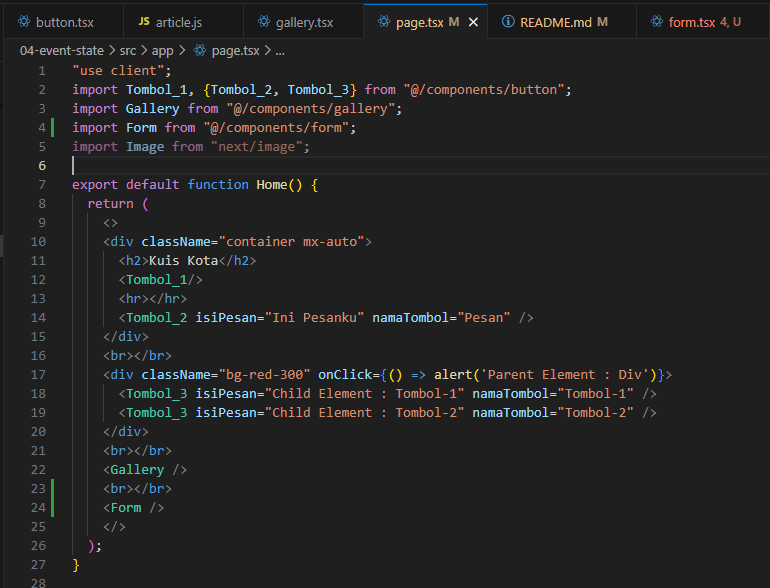 button.tsx JS article.js gallery.tsx page.tsx M README.md M form.tsx 4, U
04-event-state > src > app > page.tsx > ...
1 "use client";
2 import Tombol_1, {Tombol_2, Tombol_3} from "@/components/button";
3 import Gallery from "@/components/gallery";
4 import Form from "@/components/form";
5 import Image from "next/image";
6
7 export default function Home() {
8 return (
9 <>
10 <div className="container mx-auto">
11 <h2>Kuis Kota</h2>
12 <Tombol_1/>
13 <hr></hr>
14 <Tombol_2 isiPesan="Ini Pesanku" namaTombol="Pesan" />
15 </div>
16 <br></br>
17 <div className="bg-red-300" onClick={() => alert('Parent Element : Div')}>
18 <Tombol_3 isiPesan="Child Element : Tombol-1" namaTombol="Tombol-1" />
19 <Tombol_3 isiPesan="Child Element : Tombol-2" namaTombol="Tombol-2" />
20 </div>
21 <br></br>
22 <Gallery />
23 <br></br>
24 <Form />
25 </>
26 );
27 }
28